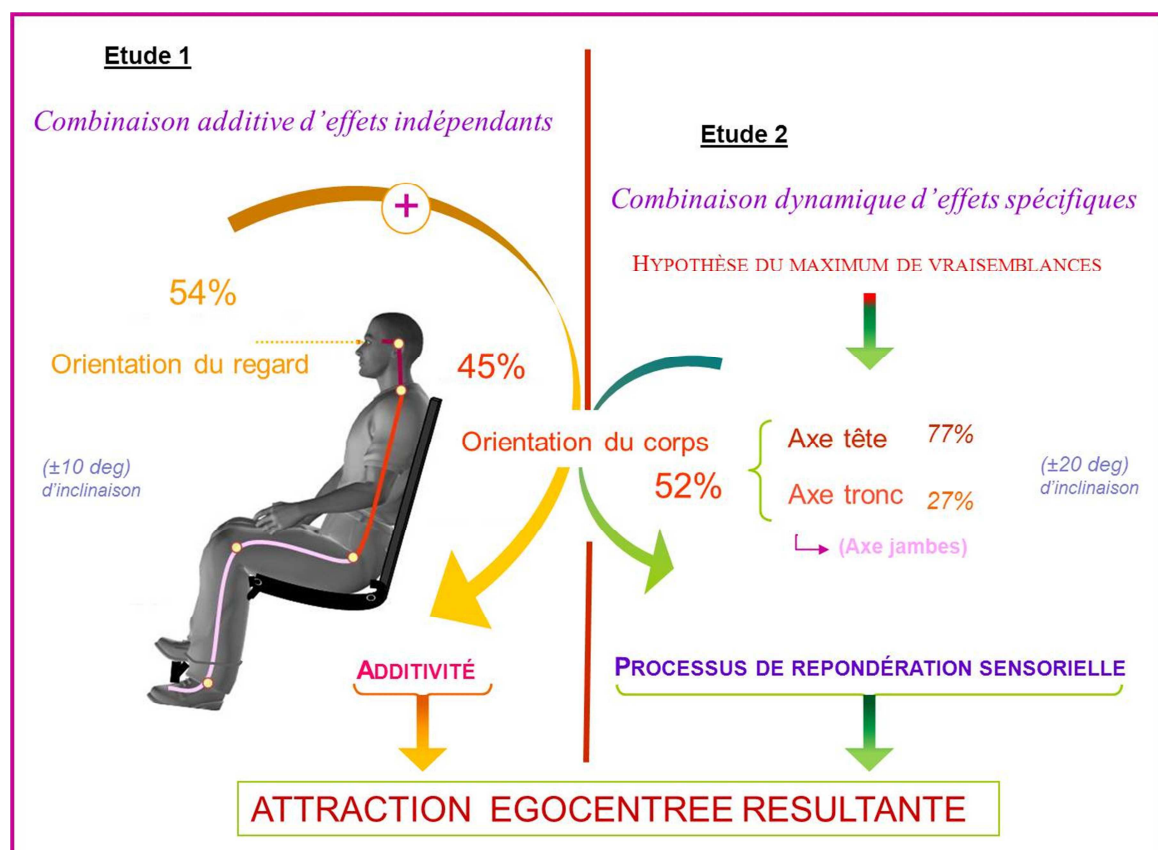 Etude 1
Combinaison additive d'effets indépendants
+
54%
Orientation du regard
45%
(±10 deg)
d'inclinaison
Etude 2
Combinaison dynamique d'effets spécifiques
HYPOTHÈSE DU MAXIMUM DE VRAISEMBLANCES
Orientation du corps
52%
Axe tête 77%
Axe tronc 27%
(Axe jambes)
(±20 deg)
d'inclinaison
ADDITIVITÉ
PROCESSUS DE REPONDÉRATION SENSORIELLE
ATTRACTION EGOCENTREE RESULTANTE